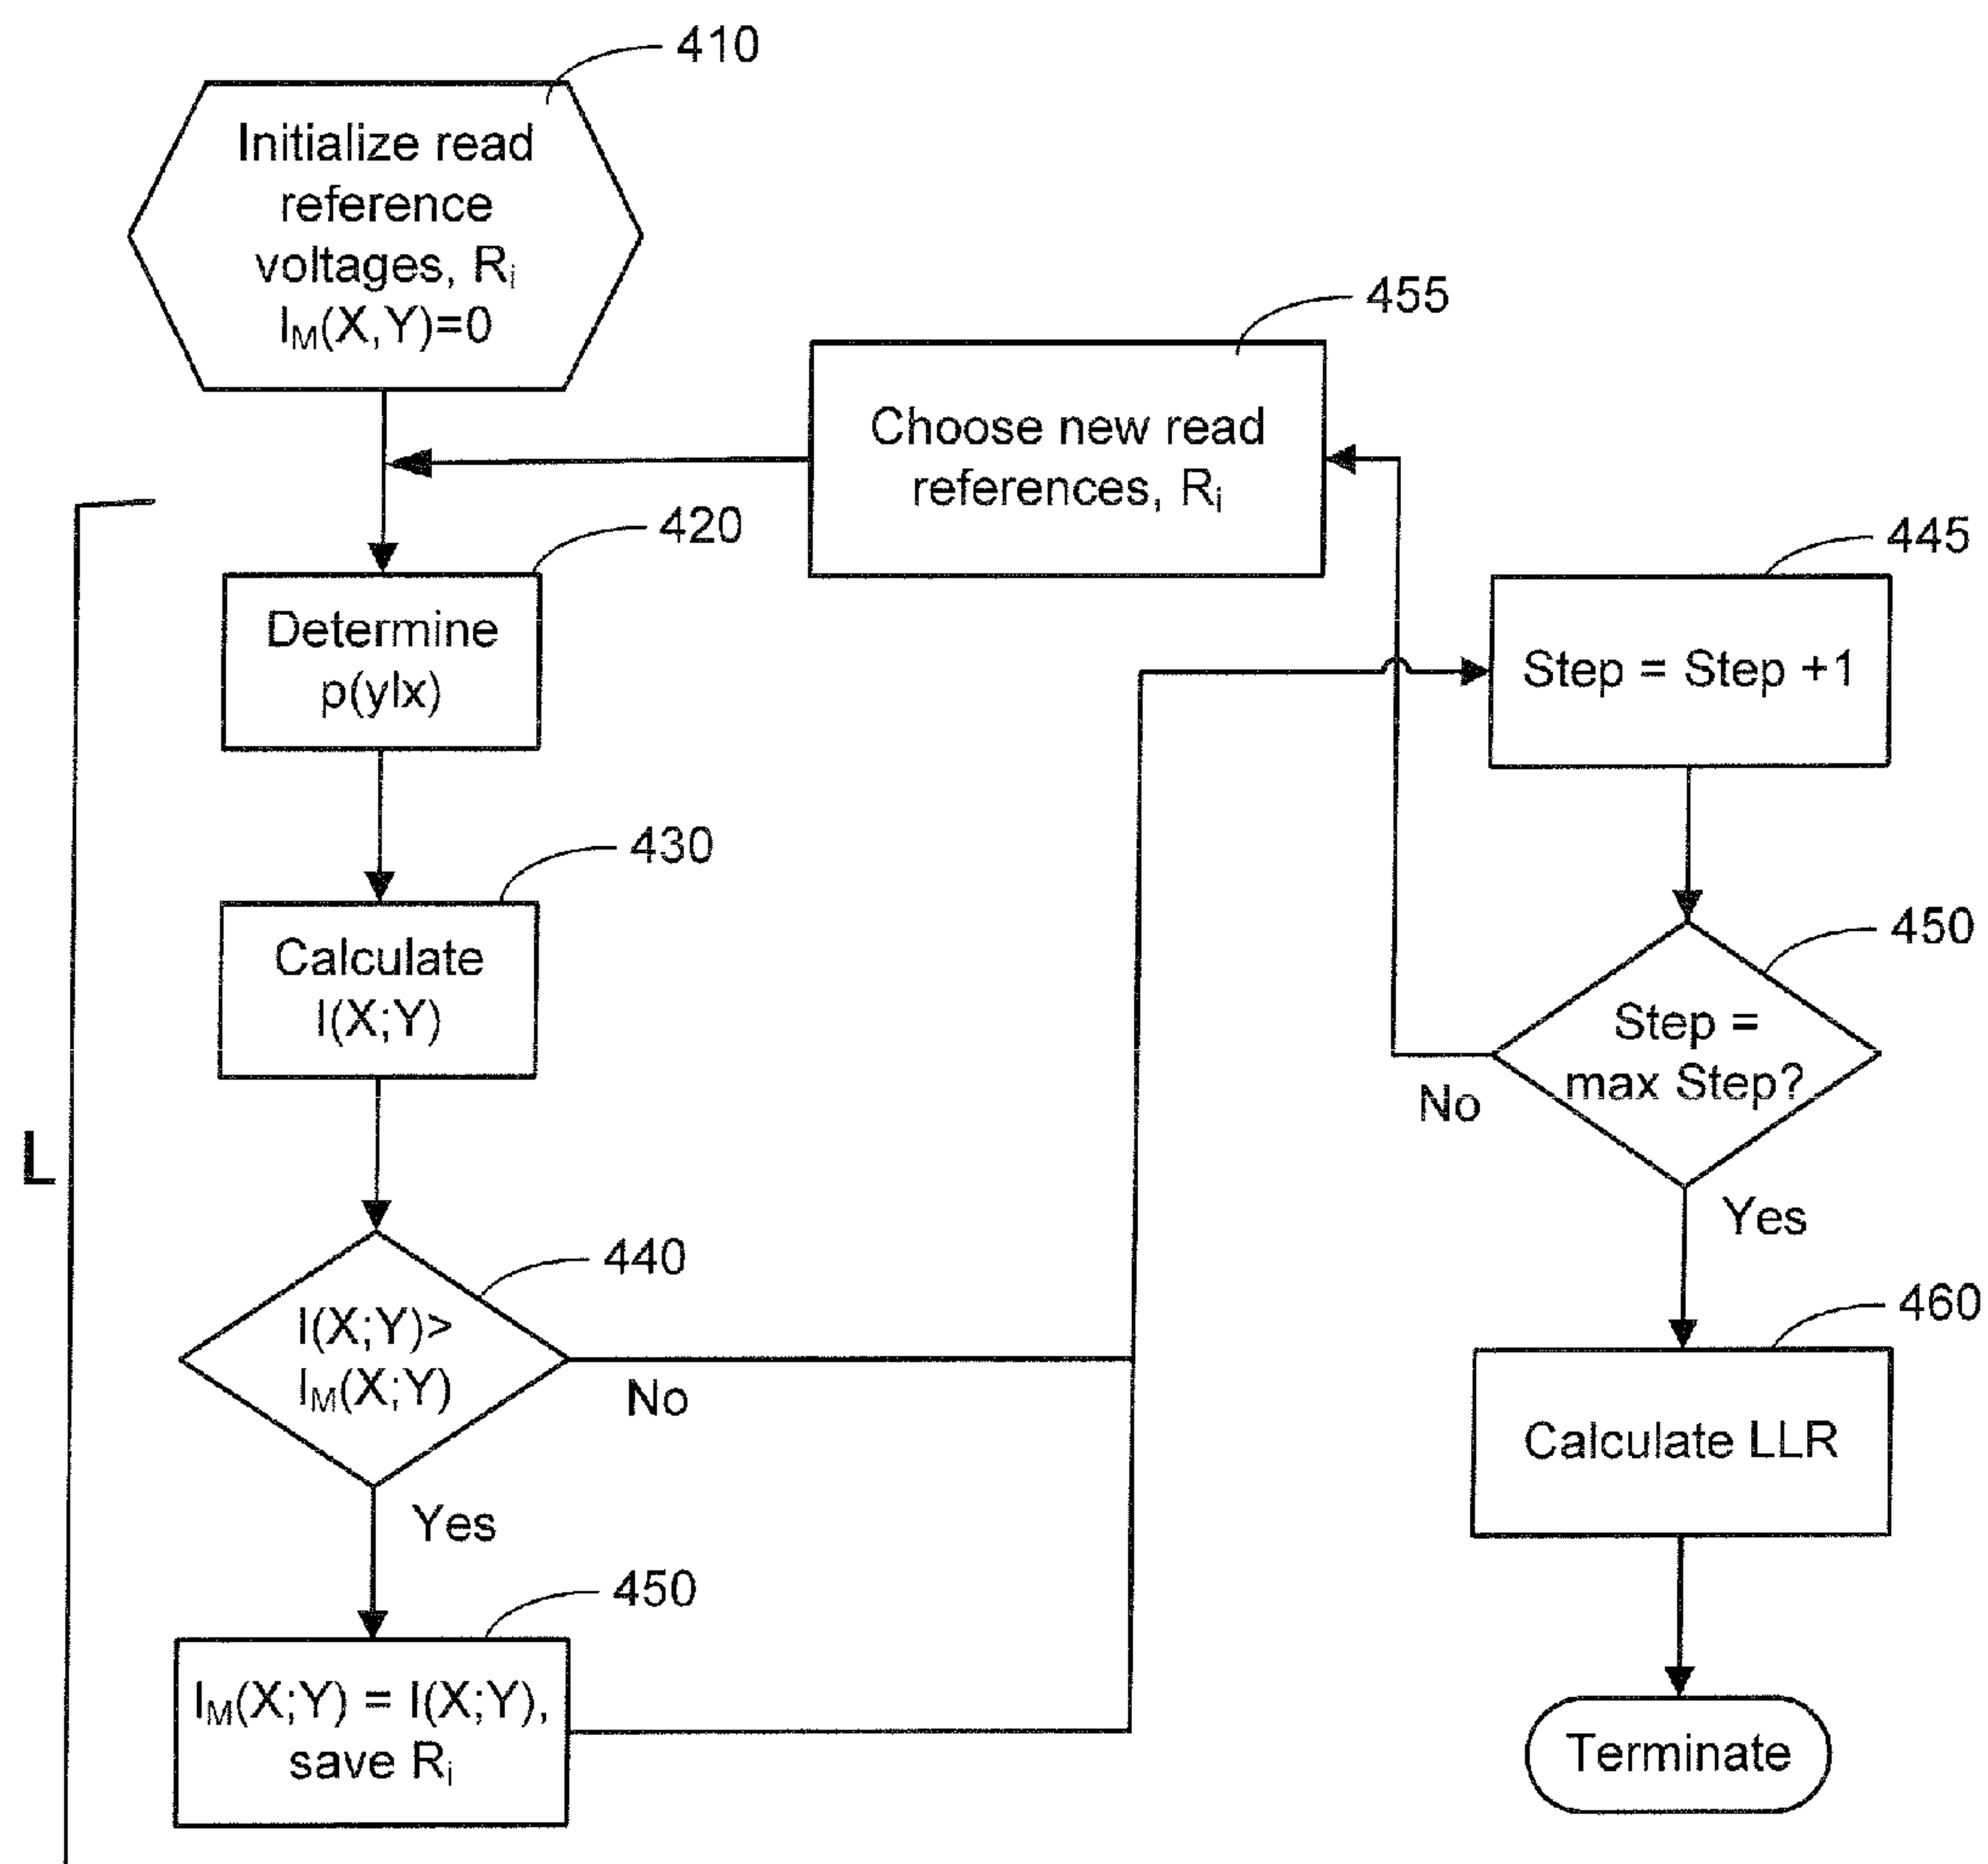 410
Initialize read
reference
voltages, Rᵢ
I_M(X,Y)=0
455
Choose new read
references, Rᵢ
420
Determine
p(y|x)
445
Step = Step +1
430
Calculate
I(X;Y)
450
Step =
max Step?
No
Yes
L
440
I(X;Y)>
I_M(X;Y)
No
Yes
460
Calculate LLR
450
I_M(X;Y) = I(X;Y),
save Rᵢ
Terminate